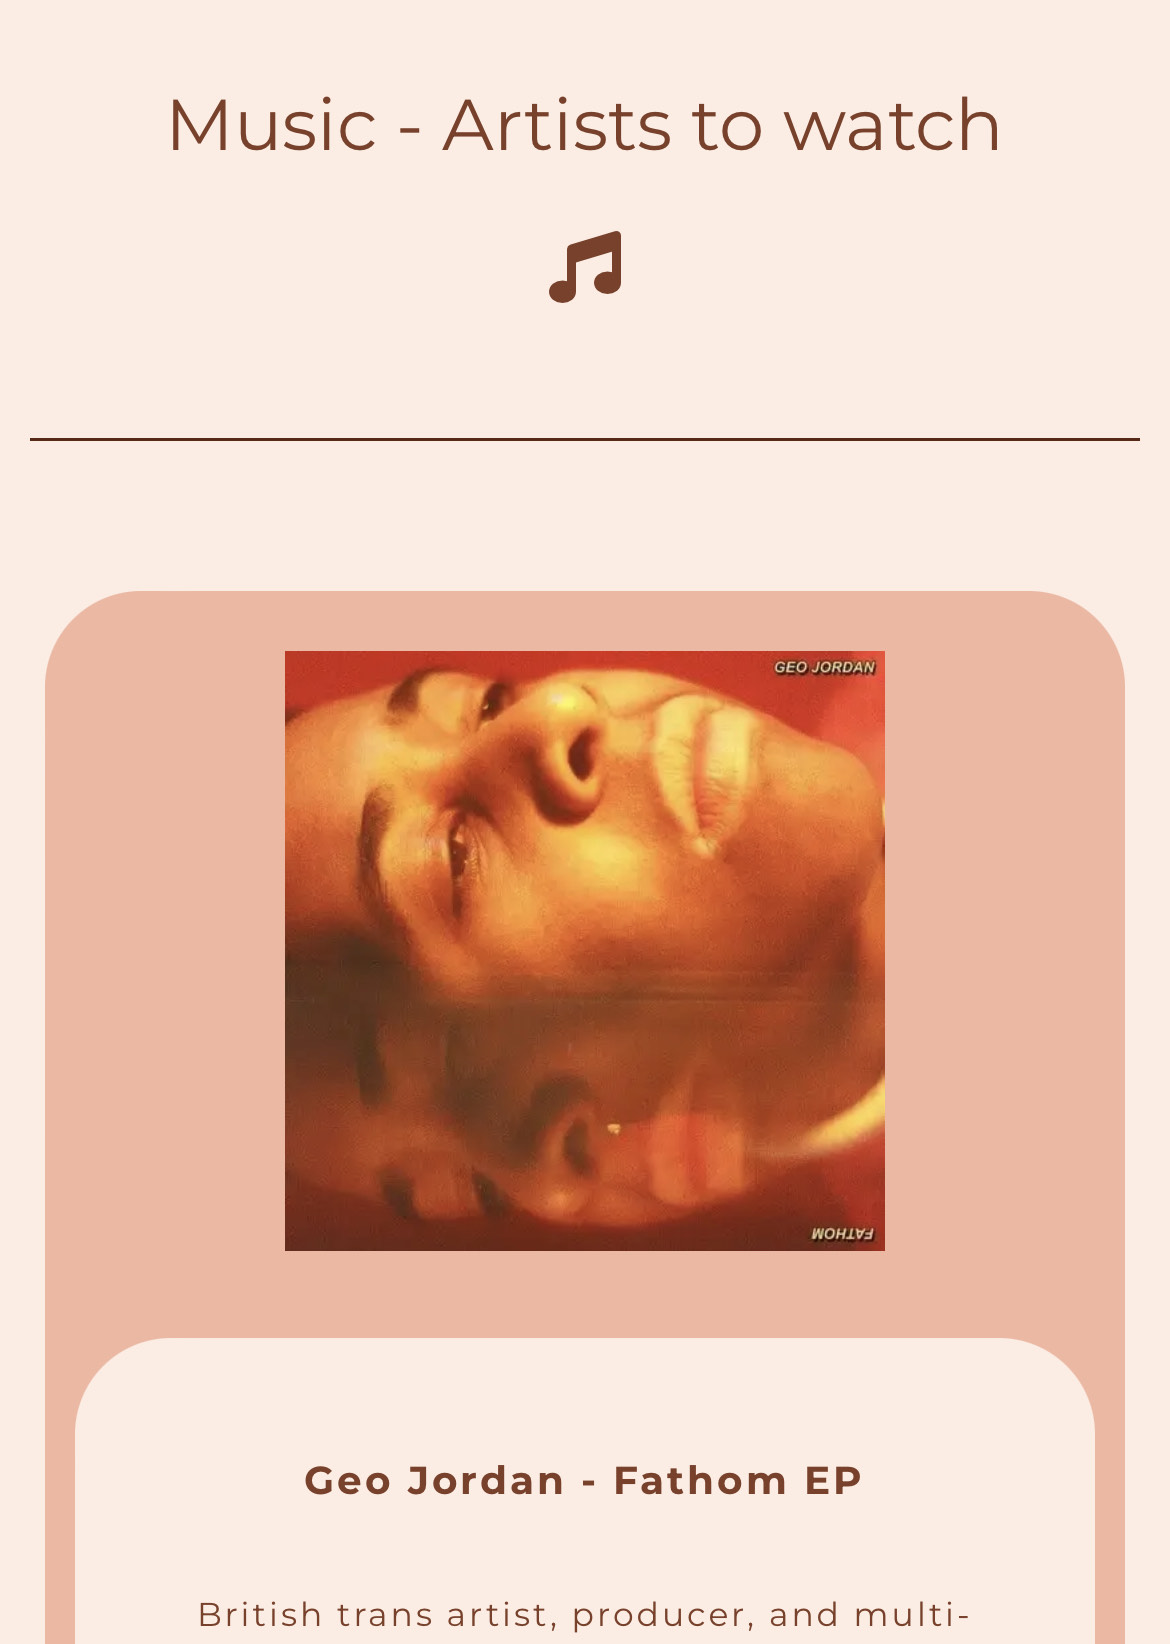 Music - Artists to watch
GEO JORDAN
FATHOM
Geo Jordan - Fathom EP
British trans artist, producer, and multi-